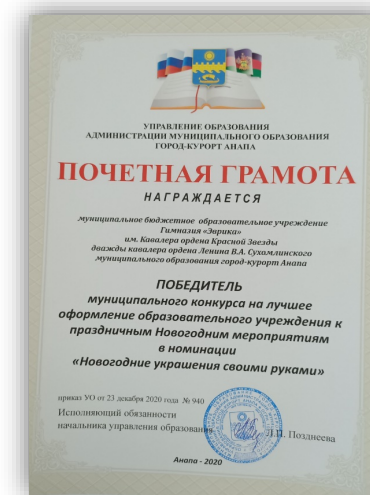 УПРАВЛЕНИЕ ОБРАЗОВАНИЯ
АДМИНИСТРАЦИИ МУНИЦИПАЛЬНОГО ОБРАЗОВАНИЯ
ГОРОД-КУРОРТ АНАПА
ПОЧЕТНАЯ ГРАМОТА
НАГРАЖДАЕТСЯ
муниципальное бюджетное образовательное учреждение
Гимназия «Эврика»
им. Кавалера ордена Красной Звезды
дважды кавалера ордена Ленина В.А. Сухомлинского
муниципального образования город-курорт Анапа
ПОБЕДИТЕЛЬ
муниципального конкурса на лучшее
оформление образовательного учреждения к
праздничным Новогодним мероприятиям
в номинации
«Новогодние украшения своими руками»
приказ УО от 23 декабря 2020 года № 940
Исполняющий обязанности
начальника управления образования Л.П. Позднеева
Анапа - 2020